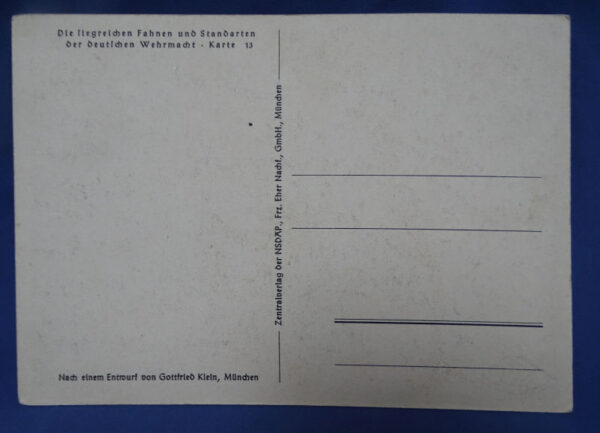 Die siegreichen Fahnen und Standarten
der deutschen Wehrmacht - Karte 13
Zentralverlag der NSDAP., Frz. Eher Nachf., GmbH., München
Nach einem Entwurf von Gottfried Klein, München